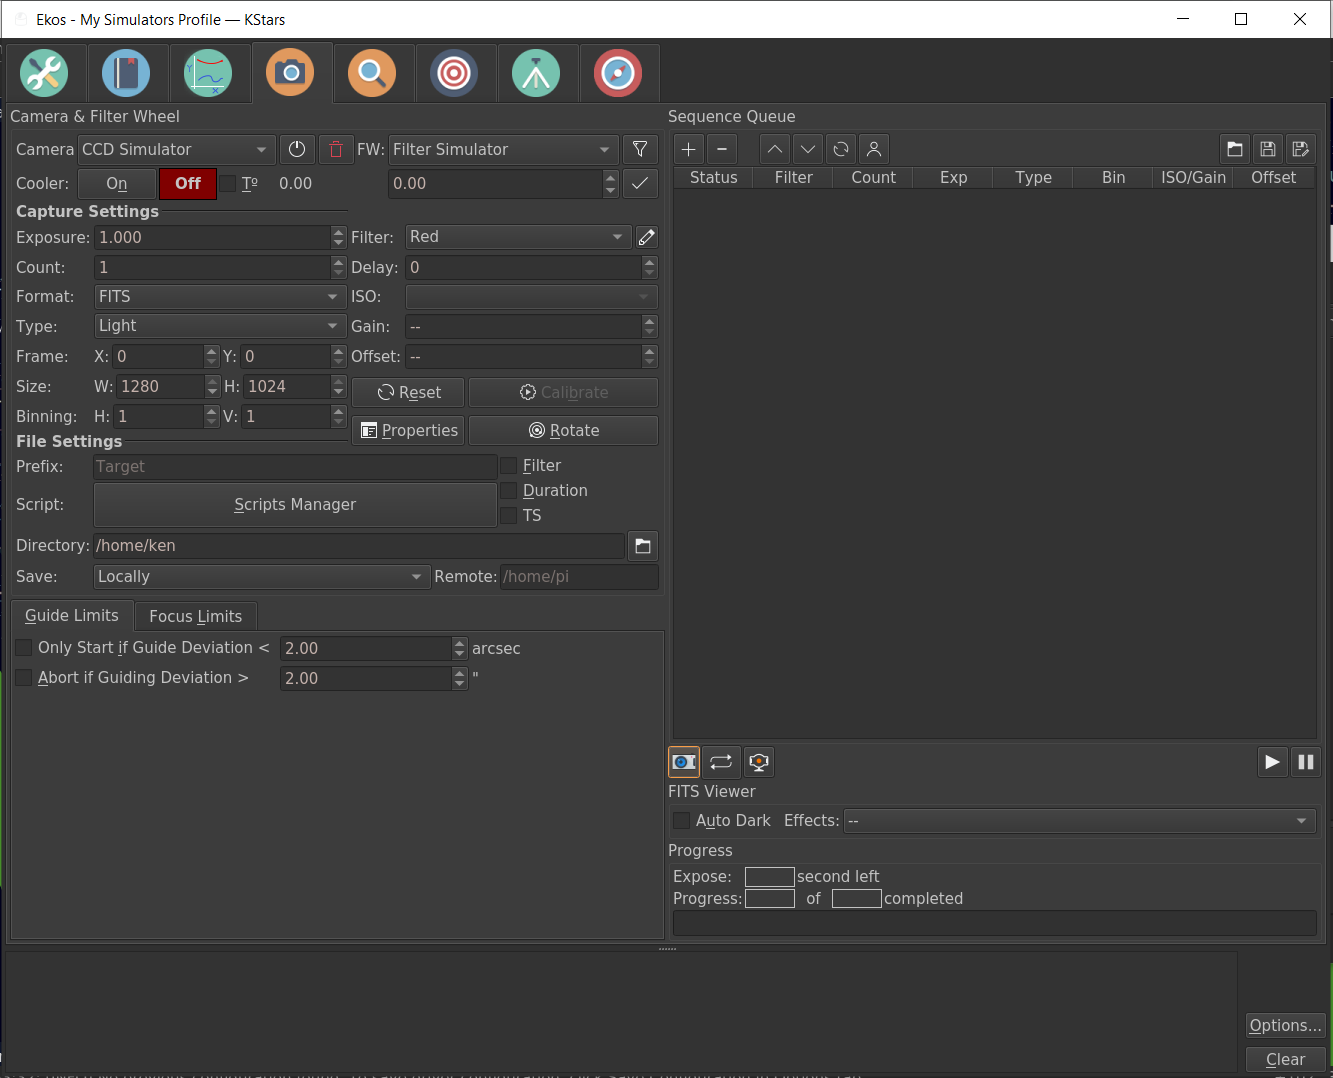 Ekos - My Simulators Profile — KStars
Camera & Filter Wheel
Camera CCD Simulator FW: Filter Simulator
Cooler: On Off Tº 0.00 0.00
Capture Settings
Exposure: 1.000 Filter: Red
Count: 1 Delay: 0
Format: FITS ISO:
Type: Light Gain: --
Frame: X: 0 Y: 0 Offset: --
Size: W: 1280 H: 1024 Reset Calibrate
Binning: H: 1 V: 1 Properties Rotate
File Settings
Prefix: Target Filter
Duration
Script: Scripts Manager
TS
Directory: /home/ken
Save: Locally Remote: /home/pi
Guide Limits Focus Limits
Only Start if Guide Deviation < 2.00 arcsec
Abort if Guiding Deviation > 2.00 "
Sequence Queue
Status Filter Count Exp Type Bin ISO/Gain Offset
FITS Viewer
Auto Dark Effects: --
Progress
Expose: second left
Progress: of completed
Options...
Clear